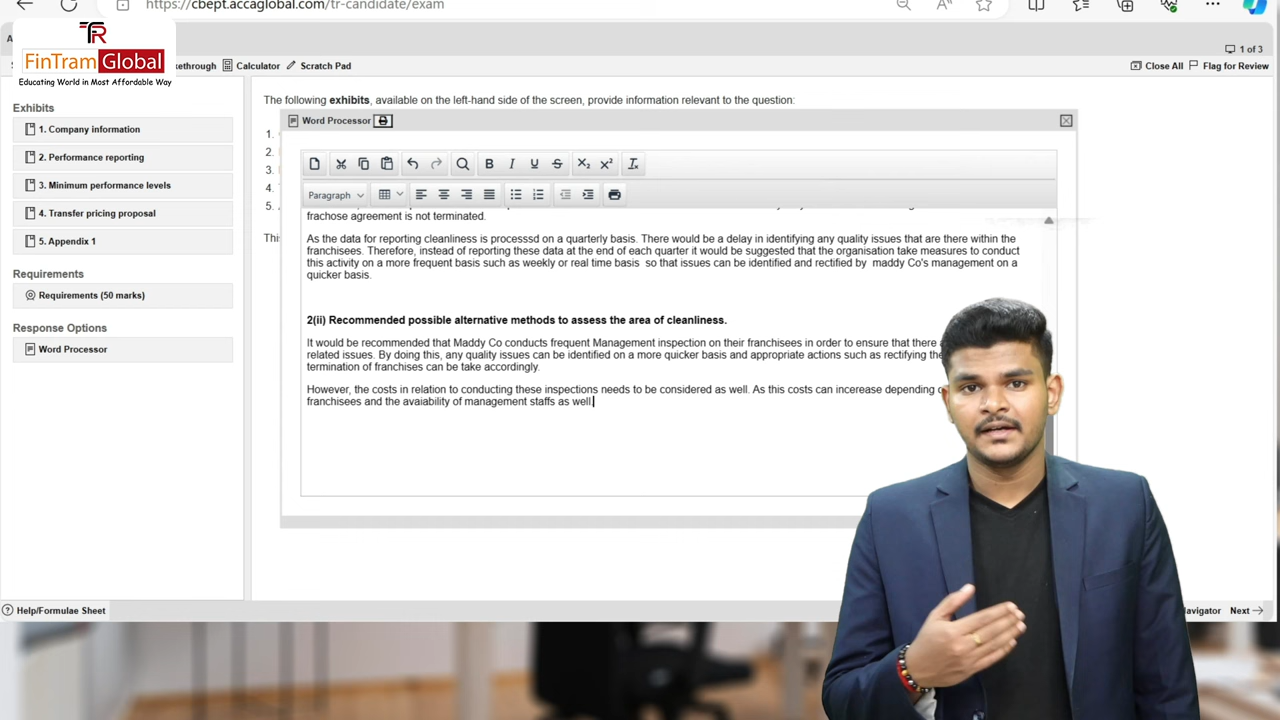 https://cbept.accaglobal.com/tr-candidate/exam
FR
FinTram Global
Educating World in Most Affordable Way
1 of 3
Calculator
Scratch Pad
Close All
Flag for Review
Exhibits
1. Company information
2. Performance reporting
3. Minimum performance levels
4. Transfer pricing proposal
5. Appendix 1
Requirements
Requirements (50 marks)
Response Options
Word Processor
The following exhibits, available on the left-hand side of the screen, provide information relevant to the question:
1.
2.
3.
4.
5.
Word Processor
B I U S X₂ X²
Paragraph
frachose agreement is not terminated.
As the data for reporting cleanliness is processsd on a quarterly basis. There would be a delay in identifying any quality issues that are there within the
franchisees. Therefore, instead of reporting these data at the end of each quarter it would be suggested that the organisation take measures to conduct
this activity on a more frequent basis such as weekly or real time basis so that issues can be identified and rectified by maddy Co's management on a
quicker basis.
2(ii) Recommended possible alternative methods to assess the area of cleanliness.
It would be recommended that Maddy Co conducts frequent Management inspection on their franchisees in order to ensure that there
related issues. By doing this, any quality issues can be identified on a more quicker basis and appropriate actions such as rectifying the
termination of franchises can be take accordingly.
However, the costs in relation to conducting these inspections needs to be considered as well. As this costs can incerease depending
franchisees and the avaiability of management staffs as well.
Help/Formulae Sheet
Next